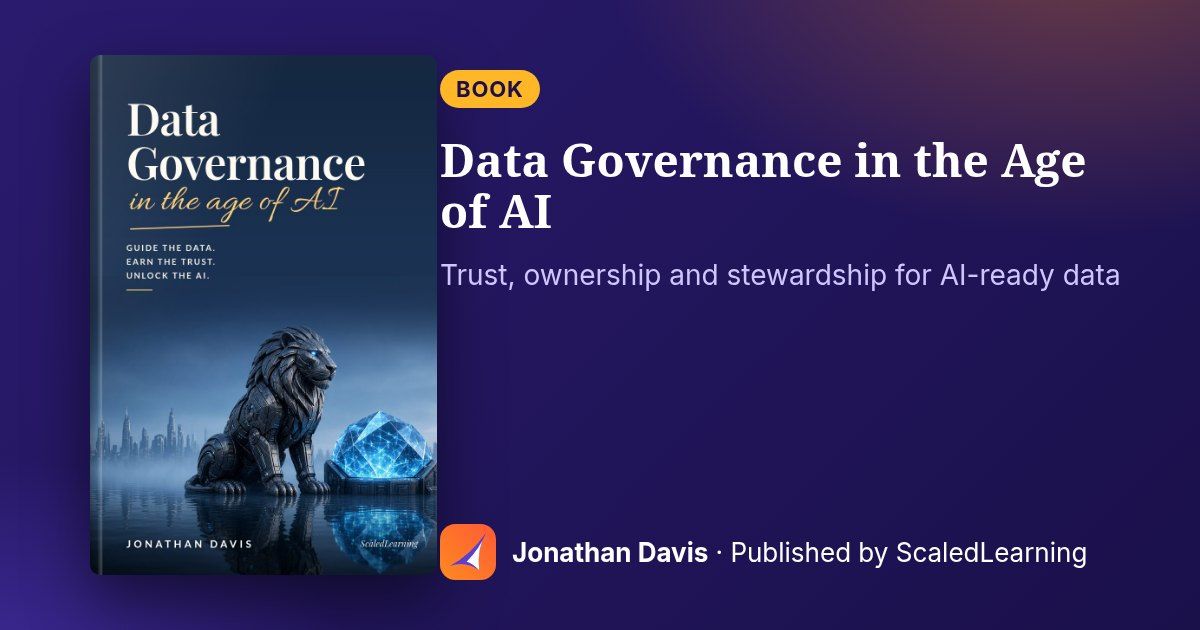 Data
Governance
in the age of AI
GUIDE THE DATA.
EARN THE TRUST.
UNLOCK THE AI.
JONATHAN DAVIS
ScaledLearning
BOOK
Data Governance in the Age
of AI
Trust, ownership and stewardship for AI-ready data
Jonathan Davis · Published by ScaledLearning